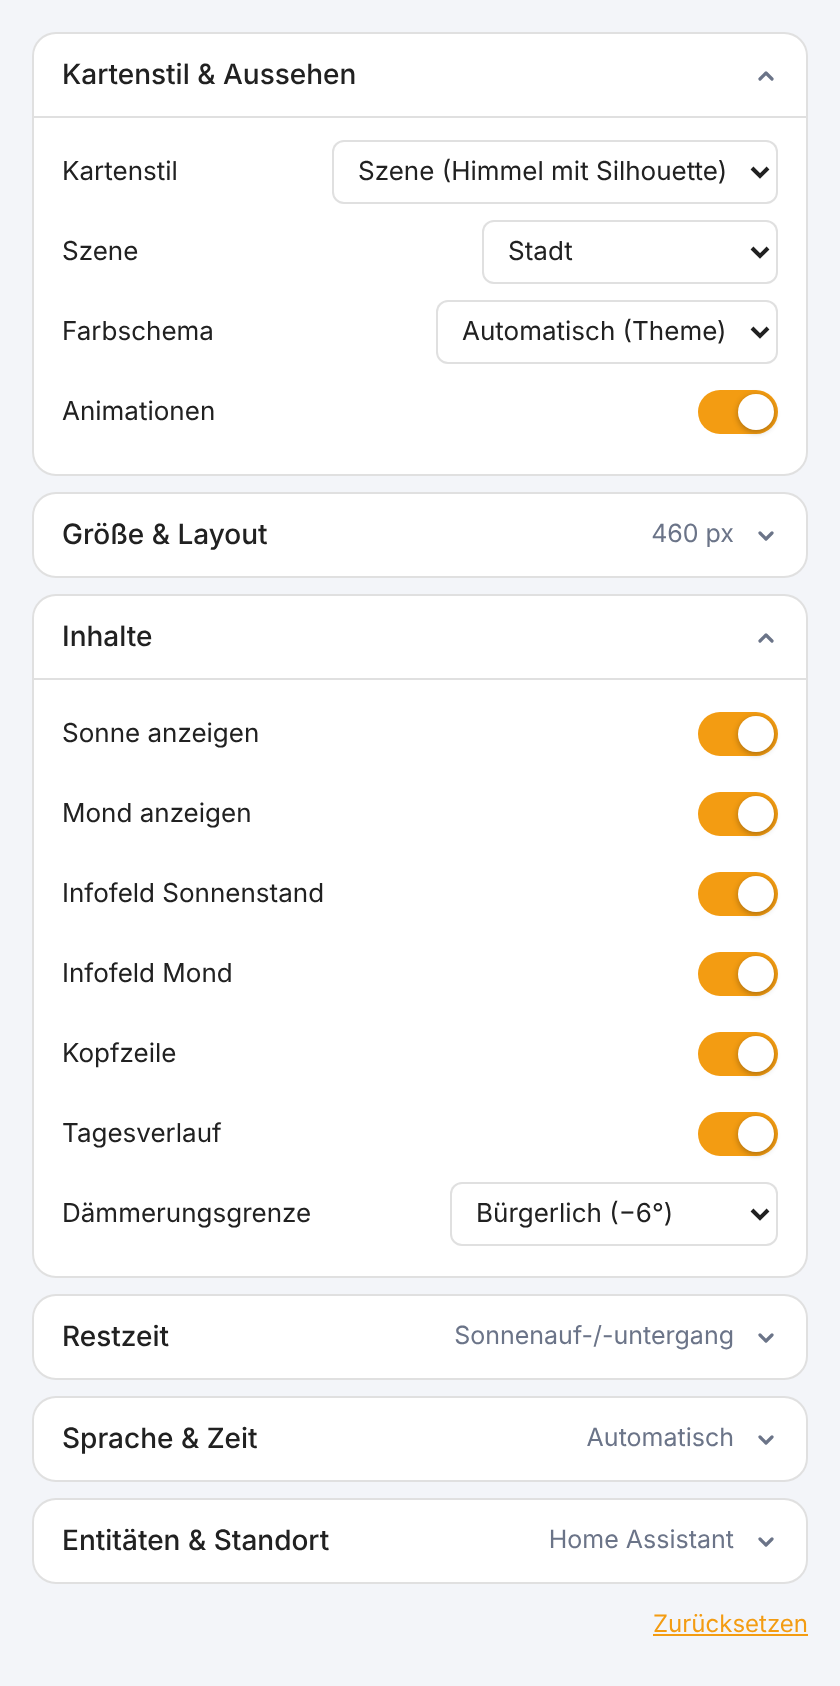 Kartenstil & Aussehen
Kartenstil Szene (Himmel mit Silhouette)
Szene Stadt
Farbschema Automatisch (Theme)
Animationen
Größe & Layout 460 px
Inhalte
Sonne anzeigen
Mond anzeigen
Infofeld Sonnenstand
Infofeld Mond
Kopfzeile
Tagesverlauf
Dämmerungsgrenze Bürgerlich (−6°)
Restzeit Sonnenauf-/-untergang
Sprache & Zeit Automatisch
Entitäten & Standort Home Assistant
Zurücksetzen